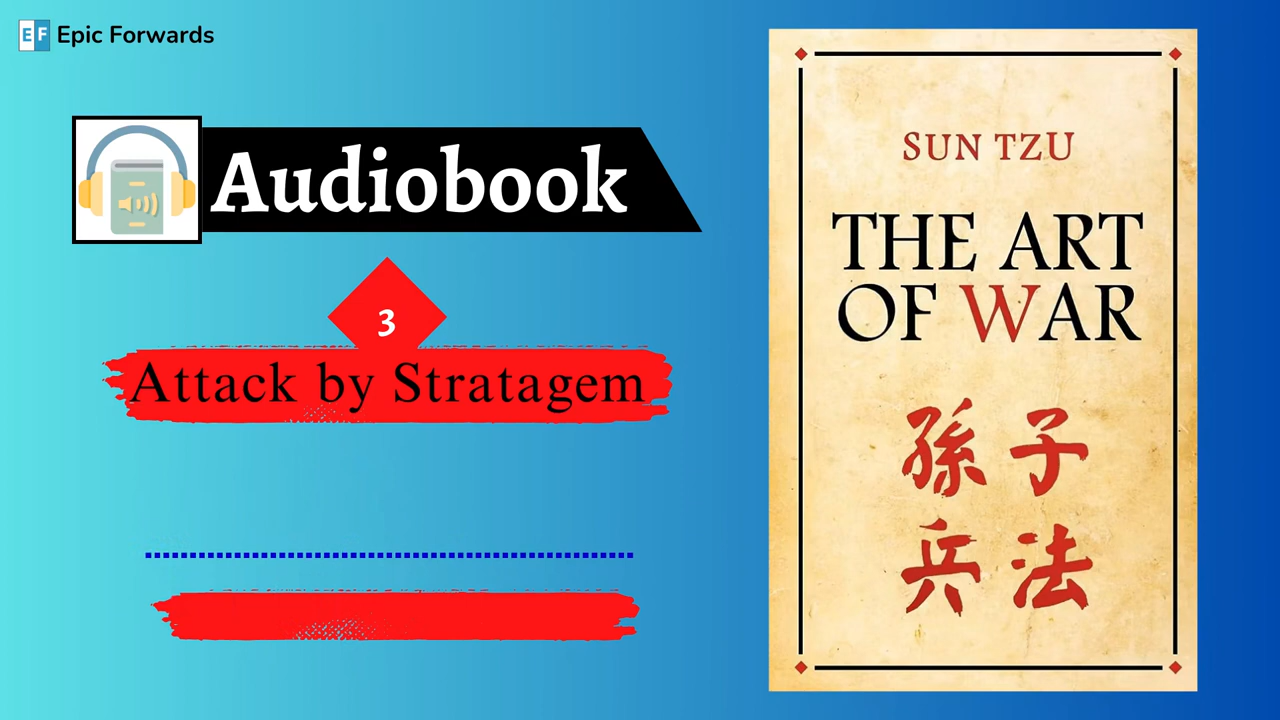 EF Epic Forwards
Audiobook
3
Attack by Stratagem
SUN TZU
THE ART
OF WAR
孫子
兵法